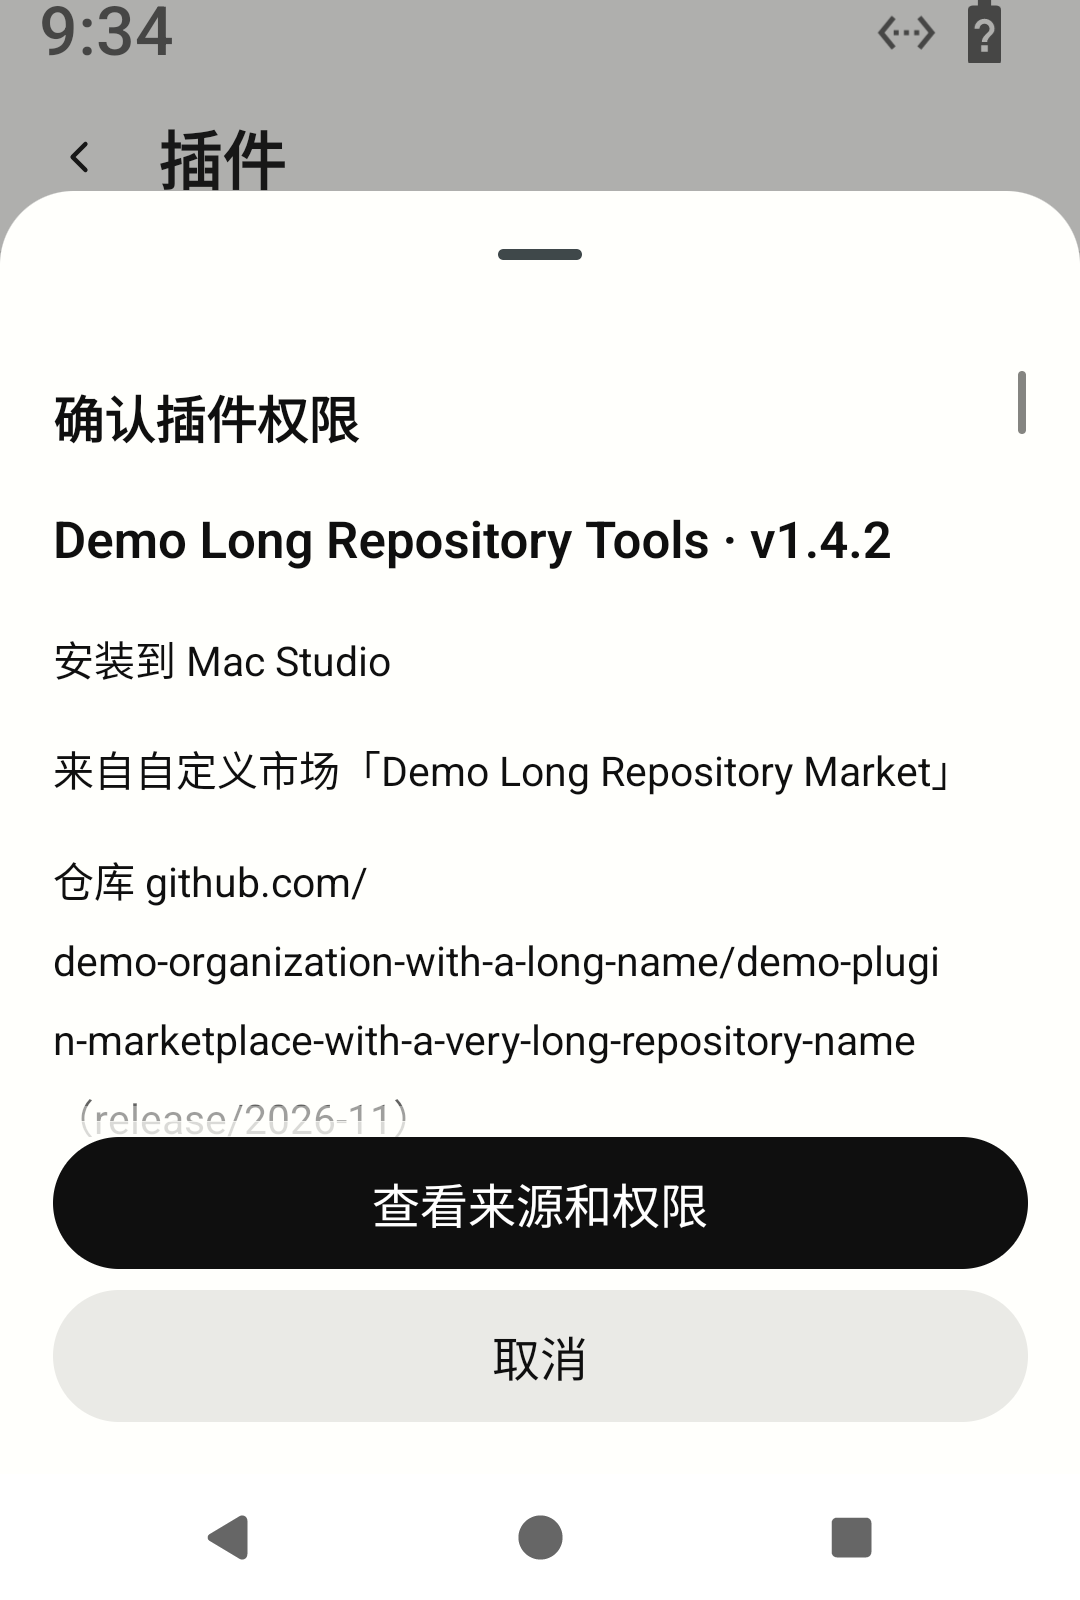 9:34
插件
确认插件权限
Demo Long Repository Tools · v1.4.2
安装到 Mac Studio
来自自定义市场「Demo Long Repository Market」
仓库 github.com/
demo-organization-with-a-long-name/demo-plugi
n-marketplace-with-a-very-long-repository-name
（release/2026-11）
查看来源和权限
取消